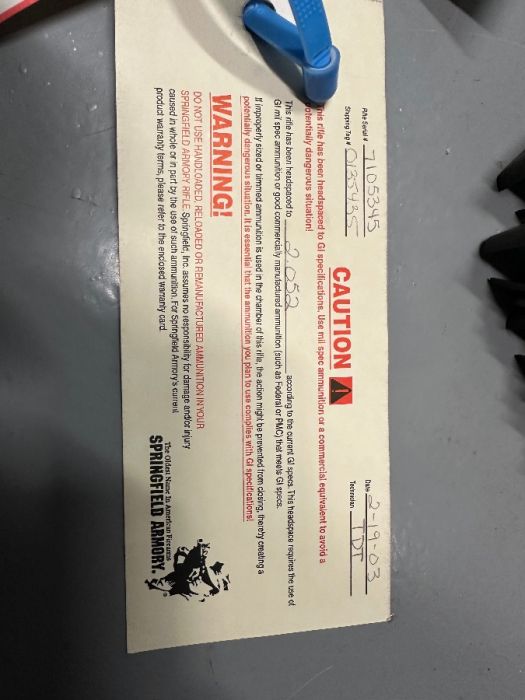 Rifle Serial # 7105345 Date 2-19-03
Shipping Tag # 0135435 Technician TDT
CAUTION
This rifle has been headspaced to GI specifications. Use mil spec ammunition or a commercial equivalent to avoid a
potentially dangerous situation!
This rifle has been headspaced to 2.052 according to the current GI specs. This headspace requires the use of
GI mil spec ammunition or good commercially manufactured ammunition (such as Federal or PMC) that meets GI specs.
If improperly sized or trimmed ammunition is used in the chamber of this rifle, the action might be prevented from closing, thereby creating a
potentially dangerous situation. It is essential that the ammunition you plan to use complies with GI specifications!
WARNING!
DO NOT USE HANDLOADED, RELOADED OR REMANUFACTURED AMMUNITION IN YOUR
SPRINGFIELD ARMORY RIFLE. Springfield, Inc. assumes no responsibility for damage and/or injury
caused in whole or in part by the use of such ammunition. For Springfield Armory's current
product warranty terms, please refer to the enclosed warranty card.
The Oldest Name In American Firearms
SPRINGFIELD ARMORY.®